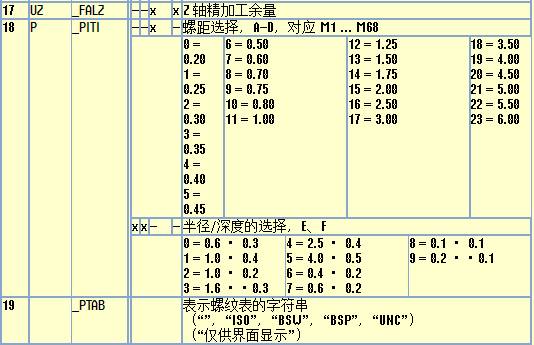 17 UZ _FALZ – – x x Z 轴精加工余量
18 P _PITI – – x – 螺距选择, A-D, 对应 M1 ... M68
0 = 6 = 0.50 12 = 1.25 18 = 3.50
0.20 7 = 0.60 13 = 1.50 19 = 4.00
1 = 8 = 0.70 14 = 1.75 20 = 4.50
0.25 9 = 0.75 15 = 2.00 21 = 5.00
2 = 10 = 0.80 16 = 2.50 22 = 5.50
0.30 11 = 1.00 17 = 3.00 23 = 6.00
3 =
0.35
4 =
0.40
5 =
0.45
x x – – 半径/深度的选择, E、F
0 = 0.6 · 0.3 4 = 2.5 · 0.4 8 = 0.1 · 0.1
1 = 1.0 · 0.4 5 = 4.0 · 0.5 9 = 0.2 · · 0.1
2 = 1.0 · 0.2 6 = 0.4 · 0.2
3 = 1.6 · · 0.3 7 = 0.6 · 0.2
19 _PTAB 表示螺纹表的字符串
(“”, “ISO”, “BSW”, “BSP”, “UNC”)
(“仅供界面显示”)